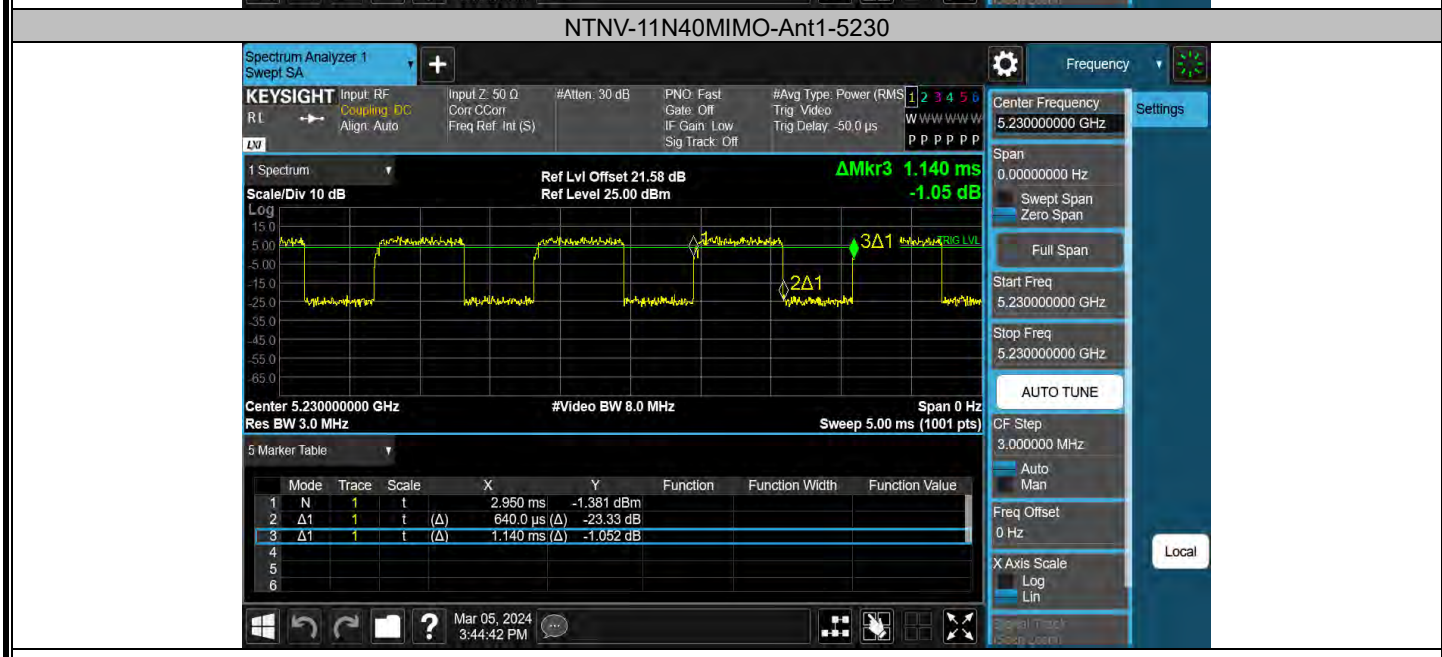 NTNV-11N40MIMO-Ant1-5230
Spectrum Analyzer 1
Swept SA
Frequency
KEYSIGHT
RL
LXI
Input: RF
Coupling: DC
Align: Auto
Input Z: 50 Ω
Corr CCorr
Freq Ref: Int (S)
#Atten: 30 dB
PNO: Fast
Gate: Off
IF Gain: Low
Sig Track: Off
#Avg Type: Power (RMS
Trig: Video
Trig Delay: -50.0 µs
1 2 3 4 5 6
W W W W W W
P P P P P P
Settings
Center Frequency
5.230000000 GHz
Span
0.00000000 Hz
Swept Span
Zero Span
Full Span
Start Freq
5.230000000 GHz
Stop Freq
5.230000000 GHz
AUTO TUNE
CF Step
3.000000 MHz
Auto
Man
Freq Offset
0 Hz
X Axis Scale
Log
Lin
Signal Track
(Span Zoom)
Local
1 Spectrum
Scale/Div 10 dB
Ref Lvl Offset 21.58 dB
Ref Level 25.00 dBm
ΔMkr3 1.140 ms
-1.05 dB
Log
15.0
5.00
-5.00
-15.0
-25.0
-35.0
-45.0
-55.0
-65.0
1
2Δ1
3Δ1
TRIG LVL
Center 5.230000000 GHz
Res BW 3.0 MHz
#Video BW 8.0 MHz
Span 0 Hz
Sweep 5.00 ms (1001 pts)
5 Marker Table
Mode Trace Scale X Y Function Function Width Function Value
1 N 1 t 2.950 ms -1.381 dBm
2 Δ1 1 t (Δ) 640.0 µs (Δ) -23.33 dB
3 Δ1 1 t (Δ) 1.140 ms (Δ) -1.052 dB
4
5
6
?
Mar 05, 2024
3:44:42 PM